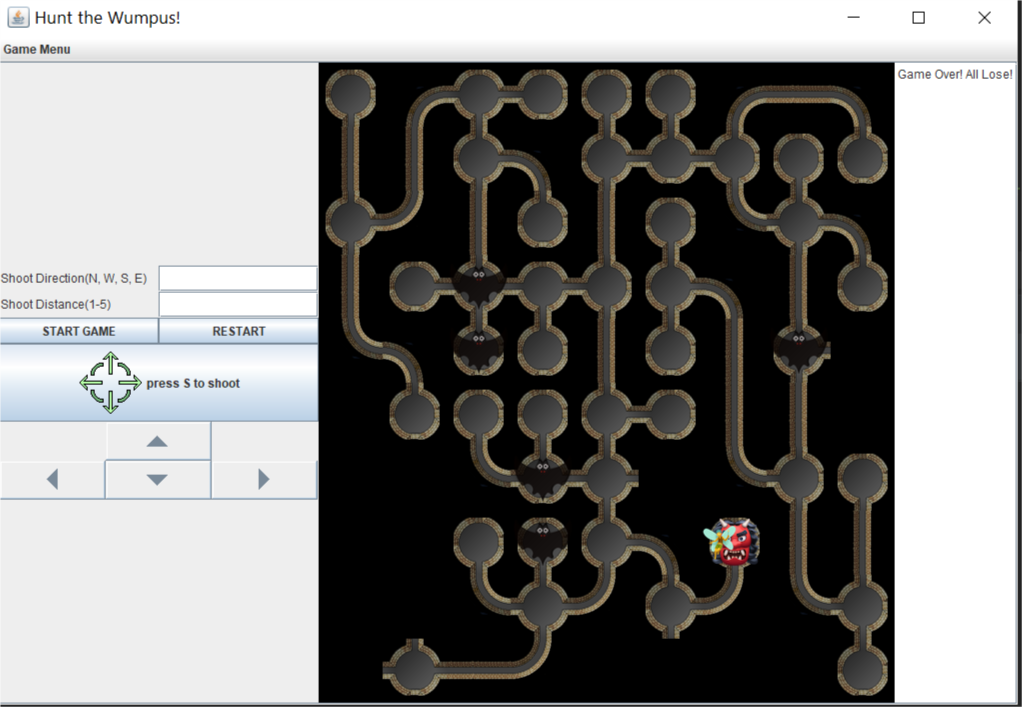 Hunt the Wumpus!
Game Menu
Game Over! All Lose!
Shoot Direction(N, W, S, E)
Shoot Distance(1-5)
START GAME
RESTART
press S to shoot